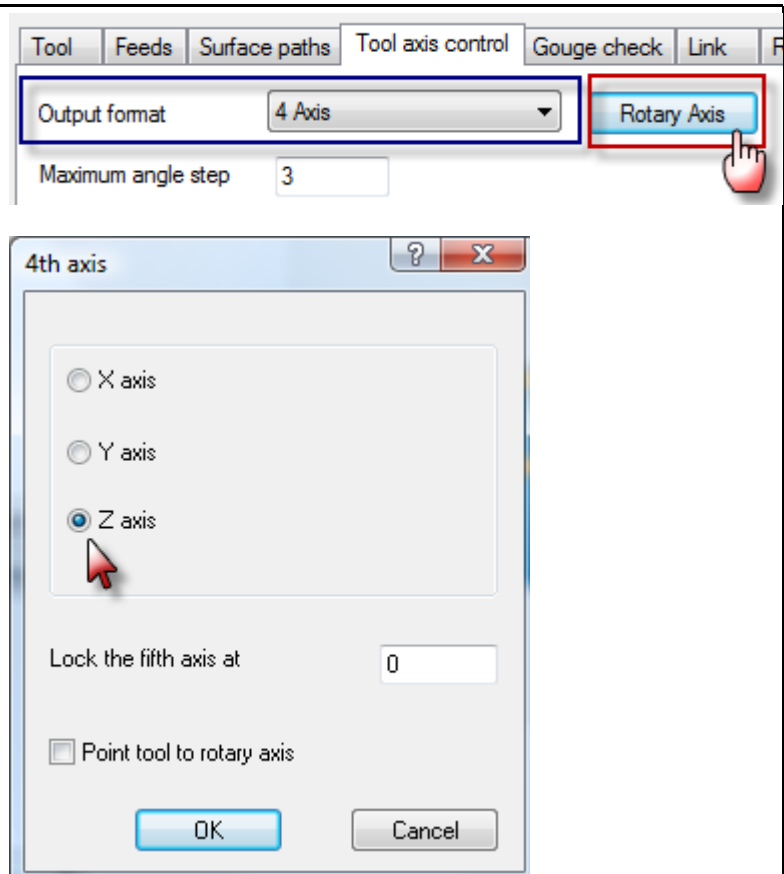 Tool Feeds Surface paths Tool axis control Gouge check Link
Output format 4 Axis Rotary Axis
Maximum angle step 3
4th axis
X axis
Y axis
Z axis
Lock the fifth axis at 0
Point tool to rotary axis
OK Cancel